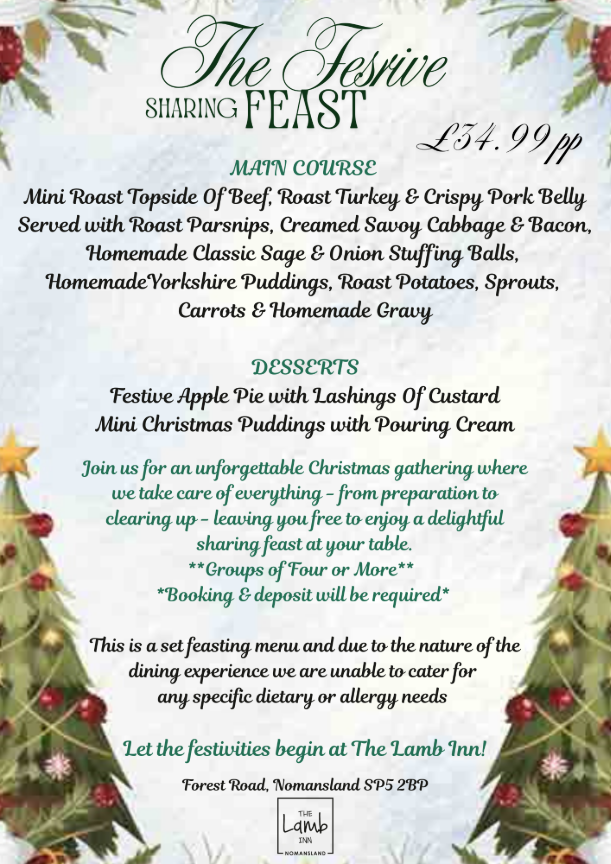 The Fesrive
SHARING FEAST
£34.99 pp
MAIN COURSE
Mini Roast Topside Of Beef, Roast Turkey & Crispy Pork Belly
Served with Roast Parsnips, Creamed Savoy Cabbage & Bacon,
Homemade Classic Sage & Onion Stuffing Balls,
HomemadeYorkshire Puddings, Roast Potatoes, Sprouts,
Carrots & Homemade Gravy
DESSERTS
Festive Apple Pie with Lashings Of Custard
Mini Christmas Puddings with Pouring Cream
Join us for an unforgettable Christmas gathering where
we take care of everything - from preparation to
clearing up - leaving you free to enjoy a delightful
sharing feast at your table.
**Groups of Four or More**
*Booking & deposit will be required*
This is a set feasting menu and due to the nature of the
dining experience we are unable to cater for
any specific dietary or allergy needs
Let the festivities begin at The Lamb Inn!
Forest Road, Nomansland SP5 2BP
THE
Lamb
INN
NOMANSLAND